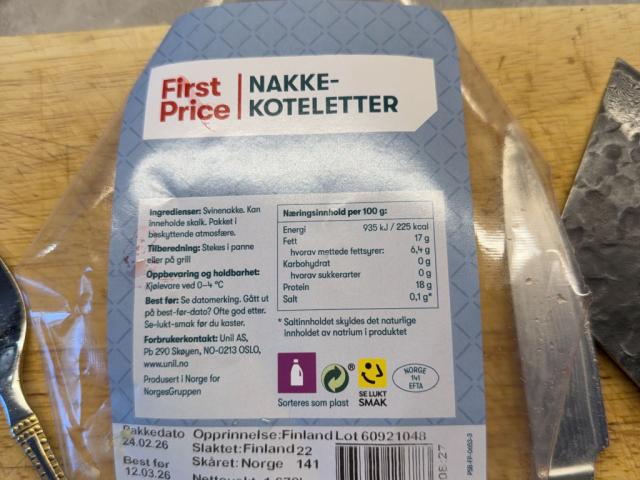 First
Price
NAKKE-
KOTELETTER
Ingredienser: Svinenakke. Kan
inneholde skalk. Pakket i
beskyttende atmosfære.
Tilberedning: Stekes i panne
eller på grill
Oppbevaring og holdbarhet:
Kjølevare ved 0–4 °C
Best før: Se datomerking. Gått ut
på best-før-dato? Ofte god etter.
Se-lukt-smak før du kaster.
Forbrukerkontakt: Unil AS,
Pb 290 Skøyen, NO-0213 OSLO,
www.unil.no
Produsert i Norge for
NorgesGruppen
Næringsinnhold per 100 g:
Energi 935 kJ / 225 kcal
Fett 17 g
hvorav mettede fettsyrer: 6,4 g
Karbohydrat 0 g
hvorav sukkerarter 0 g
Protein 18 g
Salt 0,1 g*
* Saltinnholdet skyldes det naturlige
innholdet av natrium i produktet
®
Sorteres som plast
SE LUKT
SMAK
NORGE
141
EFTA
Pakkedato
24.02.26
Best før
12.03.26
Opprinnelse:Finland Lot 60921048
Slaktet:Finland 22
Skåret:Norge 141
Nettovekt
08:27